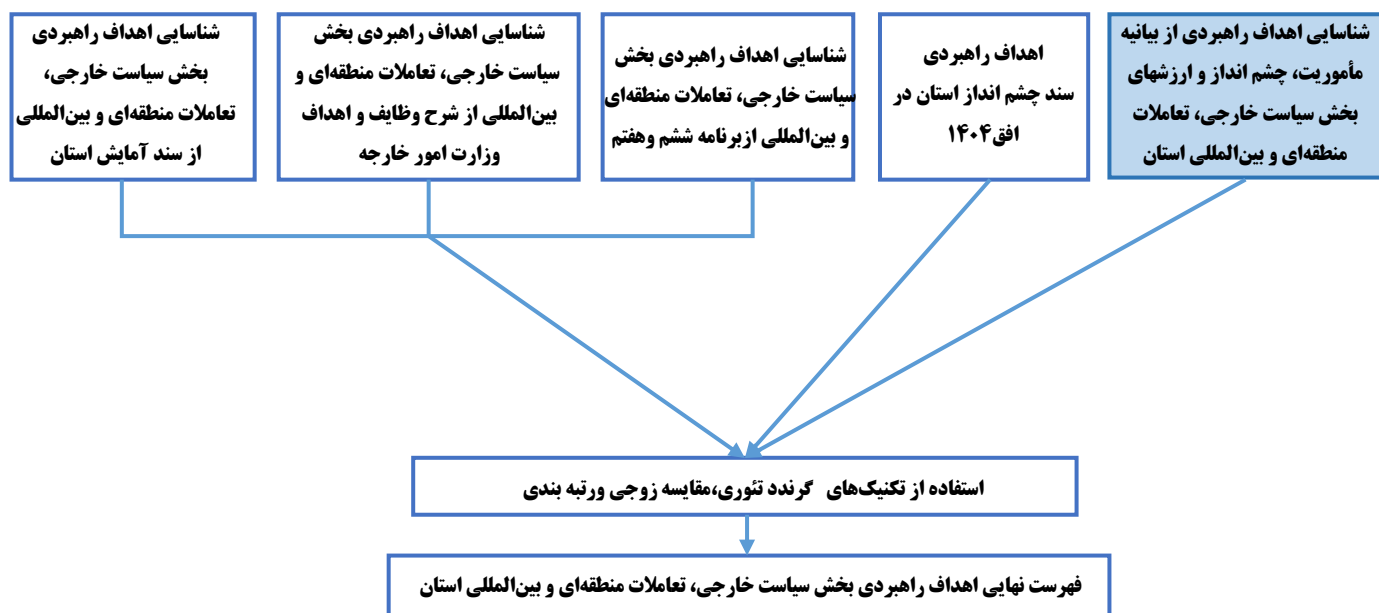 شناسایی اهداف راهبردی از بیانیه
مأموریت، چشم انداز و ارزشهای
بخش سیاست خارجی، تعاملات
منطقه‌ای و بین‌المللی استان
اهداف راهبردی
سند چشم انداز استان در
افق۱۴۰۴
شناسایی اهداف راهبردی بخش
سیاست خارجی، تعاملات منطقه‌ای
و بین‌المللی ازبرنامه ششم وهفتم
شناسایی اهداف راهبردی بخش
سیاست خارجی، تعاملات منطقه‌ای و
بین‌المللی از شرح وظایف و اهداف
وزارت امور خارجه
شناسایی اهداف راهبردی
بخش سیاست خارجی،
تعاملات منطقه‌ای و بین‌المللی
از سند آمایش استان
استفاده از تکنیک‌های گرندد تئوری،مقایسه زوجی ورتبه بندی
فهرست نهایی اهداف راهبردی بخش سیاست خارجی، تعاملات منطقه‌ای و بین‌المللی استان